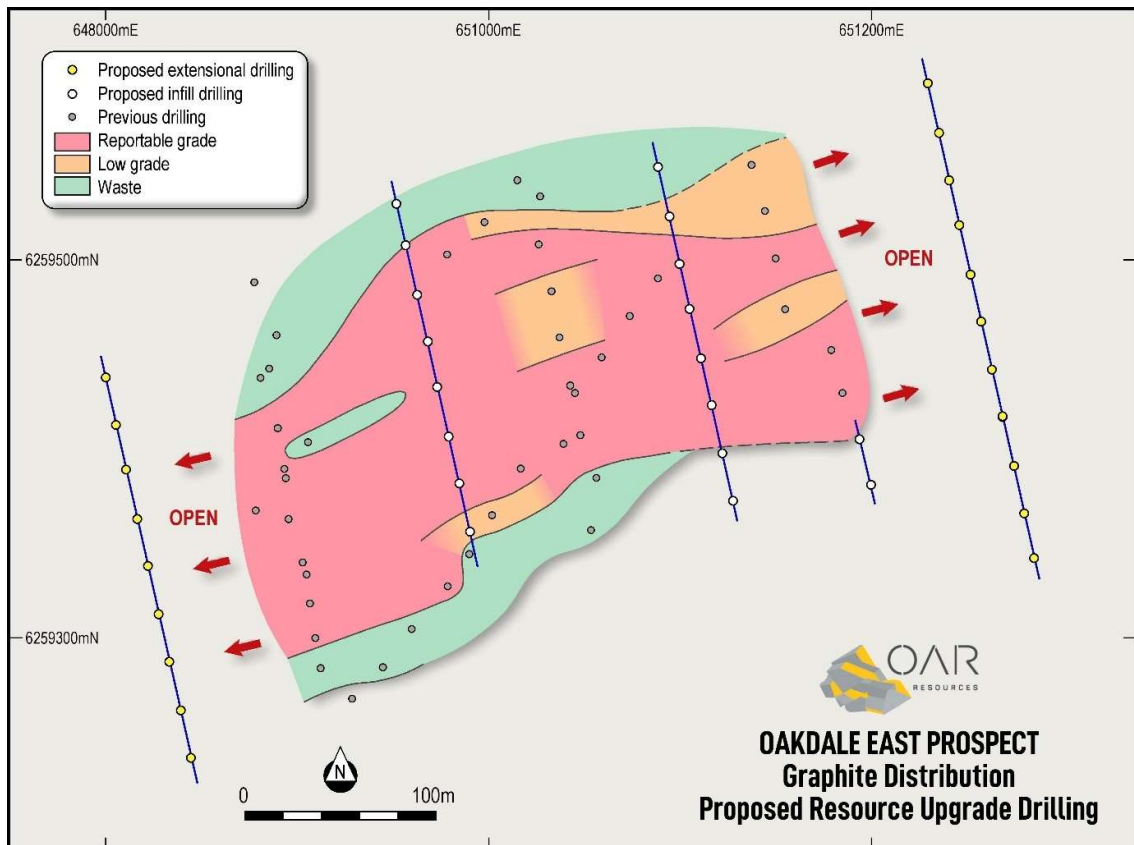 648000mE
651000mE
651200mE
Proposed extensional drilling
Proposed infill drilling
Previous drilling
Reportable grade
Low grade
Waste
6259500mN
OPEN
OPEN
6259300mN
N
0
100m
OAR
RESOURCES
OAKDALE EAST PROSPECT
Graphite Distribution
Proposed Resource Upgrade Drilling